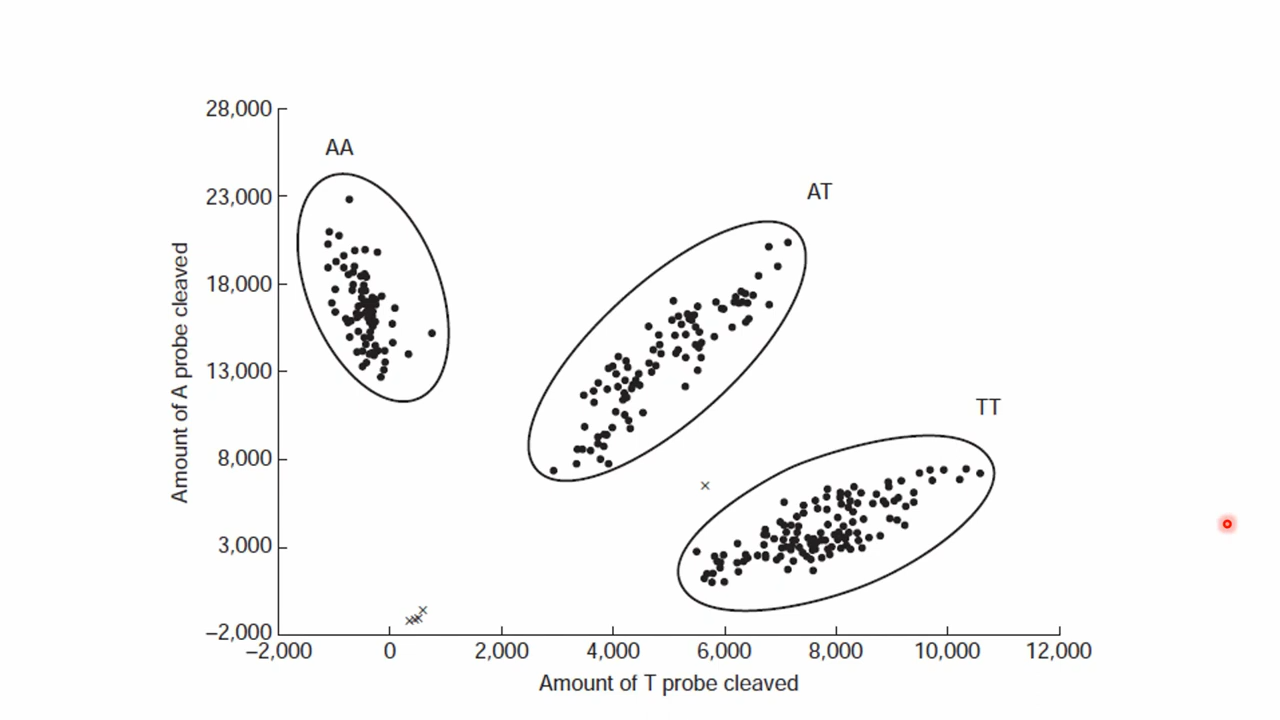 28,000
AA
23,000
AT
18,000
13,000
TT
8,000
3,000
–2,000
–2,000 0 2,000 4,000 6,000 8,000 10,000 12,000
Amount of T probe cleaved
Amount of A probe cleaved